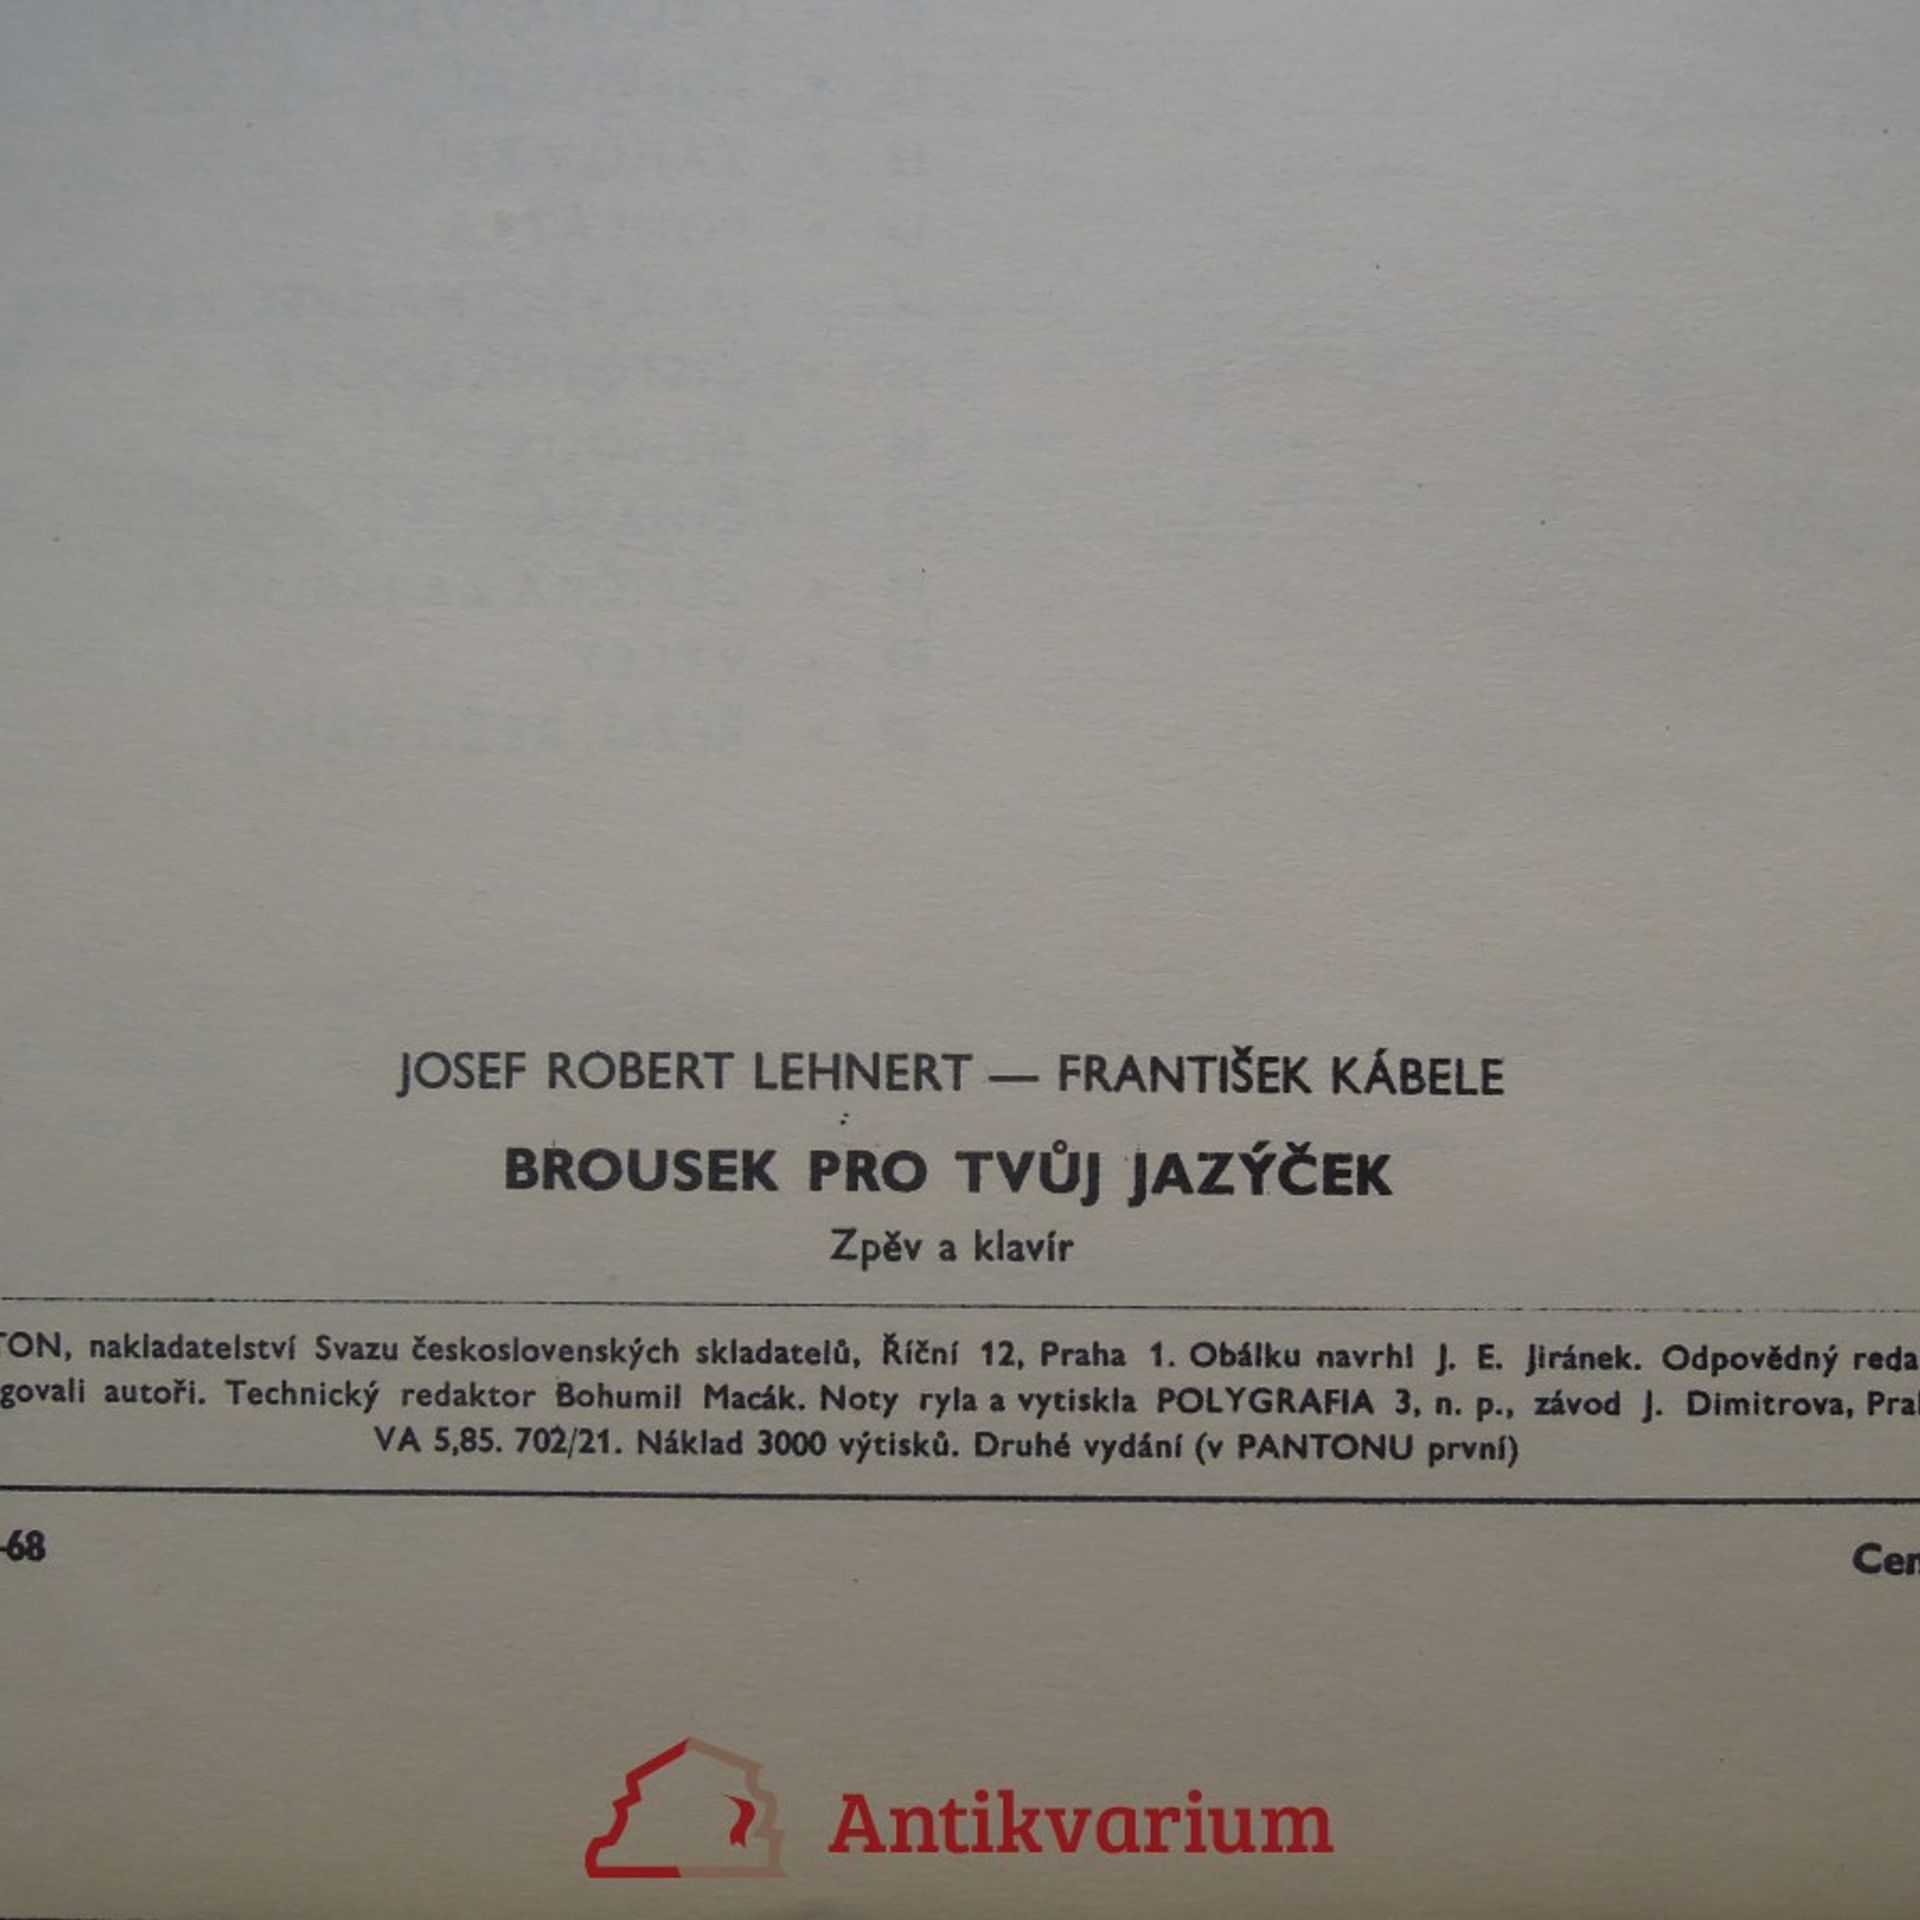 JOSEF ROBERT LEHNERT — FRANTIŠEK KÁBELE
BROUSEK PRO TVŮJ JAZÝČEK
Zpěv a klavír
TON, nakladatelství Svazu československých skladatelů, Říční 12, Praha 1. Obálku navrhl J. E. Jiránek. Odpovědný reda
govali autoři. Technický redaktor Bohumil Macák. Noty ryla a vytiskla POLYGRAFIA 3, n. p., závod J. Dimitrova, Pra
VA 5,85. 702/21. Náklad 3000 výtisků. Druhé vydání (v PANTONU první)
-68
Cen
Antikvarium